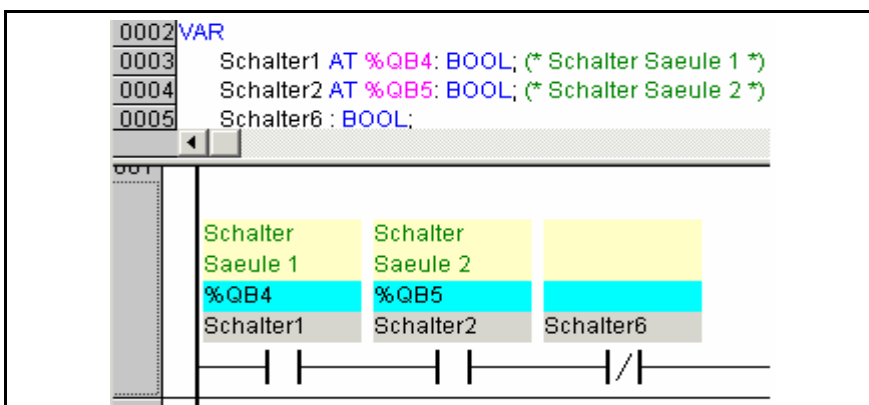 0002 VAR
0003 Schalter1 AT %QB4: BOOL; (* Schalter Saeule 1 *)
0004 Schalter2 AT %QB5: BOOL; (* Schalter Saeule 2 *)
0005 Schalter6 : BOOL;
001
Schalter Schalter
Saeule 1 Saeule 2
%QB4 %QB5
Schalter1 Schalter2 Schalter6